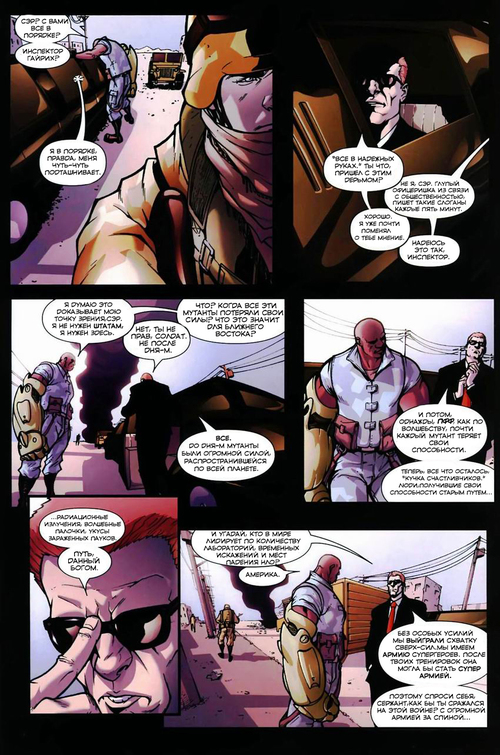 СЭР? С ВАМИ
ВСЕ В
ПОРЯДКЕ?
ИНСПЕКТОР
ГАЙРИХ?
Я В ПОРЯДКЕ,
ПРАВДА, МЕНЯ
ЧУТЬ-ЧУТЬ
ПОДТАШНИВАЕТ.
"ВСЕ В НАДЕЖНЫХ
РУКАХ." ТЫ ЧТО,
ПРИШЕЛ С
ЭТИМ
ДЕРЬМОМ?
НЕ Я, СЭР. ГЛУПЫЙ
ОФИЦЕРИШКА ИЗ СВЯЗИ
С ОБЩЕСТВЕННОСТЬЮ,
ПИШЕТ ТАКИЕ СЛОГАНЫ
КАЖДЫЕ ПЯТЬ МИНУТ.
ХОРОШО.
Я УЖЕ ПОЧТИ
ПОМЕНЯЛ
О ТЕБЕ МНЕНИЕ.
НАДЕЮСЬ
ЭТО ТАК,
ИНСПЕКТОР.
Я ДУМАЮ ЭТО
ДОКАЗЫВАЕТ МОЮ
ТОЧКУ ЗРЕНИЯ,СЭР.
Я НЕ НУЖЕН ШТАТАМ,
Я НУЖЕН ЗДЕСЬ.
НЕТ, ТЫ НЕ
ПРАВ, СОЛДАТ.
НЕ ПОСЛЕ
ДНЯ-М.
ЧТО? КОГДА ВСЕ ЭТИ
МУТАНТЫ ПОТЕРЯЛИ СВОИ
СИЛЫ? ЧТО ЭТО ЗНАЧИТ
ДЛЯ БЛИЖНЕГО
ВОСТОКА?
ВСЕ.
ДО ДНЯ-М МУТАНТЫ
БЫЛИ ОГРОМНОЙ СИЛОЙ,
РАСПРОСТРАНИВШЕЙСЯ
ПО ВСЕЙ ПЛАНЕТЕ.
И ПОТОМ,
ОДНАЖДЫ, ПФФ, КАК ПО
ВОЛШЕБСТВУ, ПОЧТИ
КАЖДЫЙ МУТАНТ ТЕРЯЕТ
СВОИ
СПОСОБНОСТИ.
ТЕПЕРЬ, ВСЕ ЧТО ОСТАЛОСЬ,
"КУЧКА СЧАСТЛИВЧИКОВ."
ЛЮДИ,ПОЛУЧИВШИЕ СВОИ
СПОСОБНОСТИ СТАРЫМ ПУТЕМ...
...РАДИАЦИОННЫЕ
ИЗЛУЧЕНИЯ, ВОЛШЕБНЫЕ
ПАЛОЧКИ, УКУСЫ
ЗАРАЖЕННЫХ ПАУКОВ.
ПУТЬ,
ДАННЫЙ
БОГОМ.
И УГАДАЙ, КТО В МИРЕ
ЛИДИРУЕТ ПО КОЛИЧЕСТВУ
ЛАБОРАТОРИЙ, ВРЕМЕННЫХ
ИСКАЖЕНИЙ И МЕСТ
ПАДЕНИЯ НЛО?
АМЕРИКА.
БЕЗ ОСОБЫХ УСИЛИЙ
МЫ ВЫИГРАЛИ СХВАТКУ
СВЕРХ-СИЛ.МЫ ИМЕЕМ
АРМИЮ СУПЕРГЕРОЕВ. ПОСЛЕ
ТВОИХ ТРЕНИРОВОК ОНА
МОГЛА БЫ СТАТЬ СУПЕР
АРМИЕЙ.
ПОЭТОМУ СПРОСИ СЕБЯ,
СЕРЖАНТ,КАК БЫ ТЫ СРАЖАЛСЯ
НА ЭТОЙ ВОЙНЕ? С ОГРОМНОЙ
АРМИЕЙ ЗА СПИНОЙ...